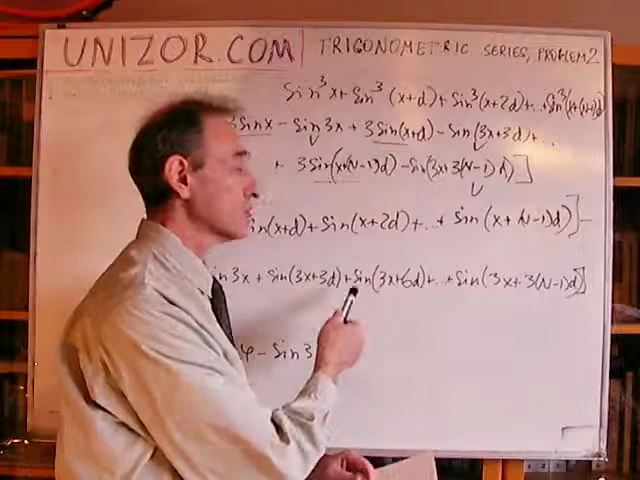 UNIZOR.COM TRIGONOMETRIC SERIES, PROBLEM 2
Sin³x + Sin³(x+d) + Sin³(x+2d) + ... + Sin³(x+(N-1)d)
3Sinx - Sin3x + 3Sin(x+d) - Sin(3x+3d) + ...
+ 3Sin(x+(N-1)d) - Sin(3x+3(N-1)d)]
in(x+d) + Sin(x+2d) + ... + Sin(x+(N-1)d)] -
in3x + Sin(3x+3d) + Sin(3x+6d) + ... + Sin(3x+3(N-1)d)]
φ - Sin3